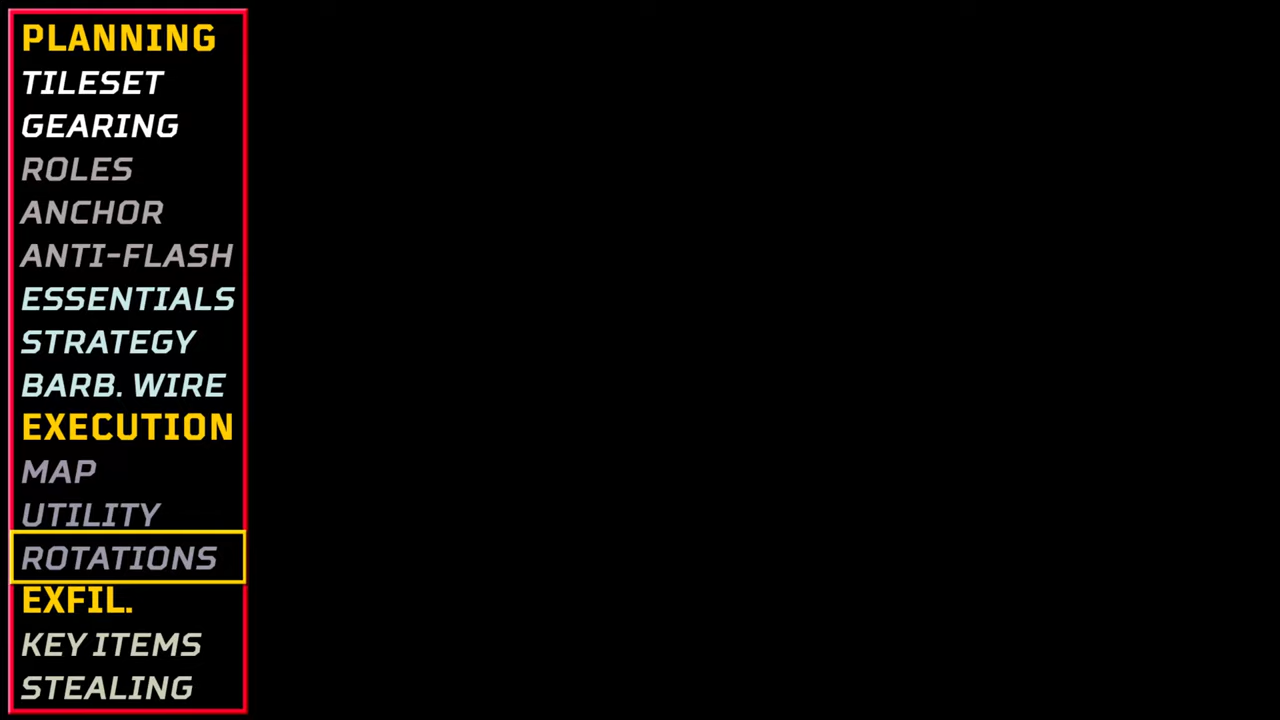 PLANNING
TILESET
GEARING
ROLES
ANCHOR
ANTI-FLASH
ESSENTIALS
STRATEGY
BARB. WIRE
EXECUTION
MAP
UTILITY
ROTATIONS
EXFIL.
KEY ITEMS
STEALING